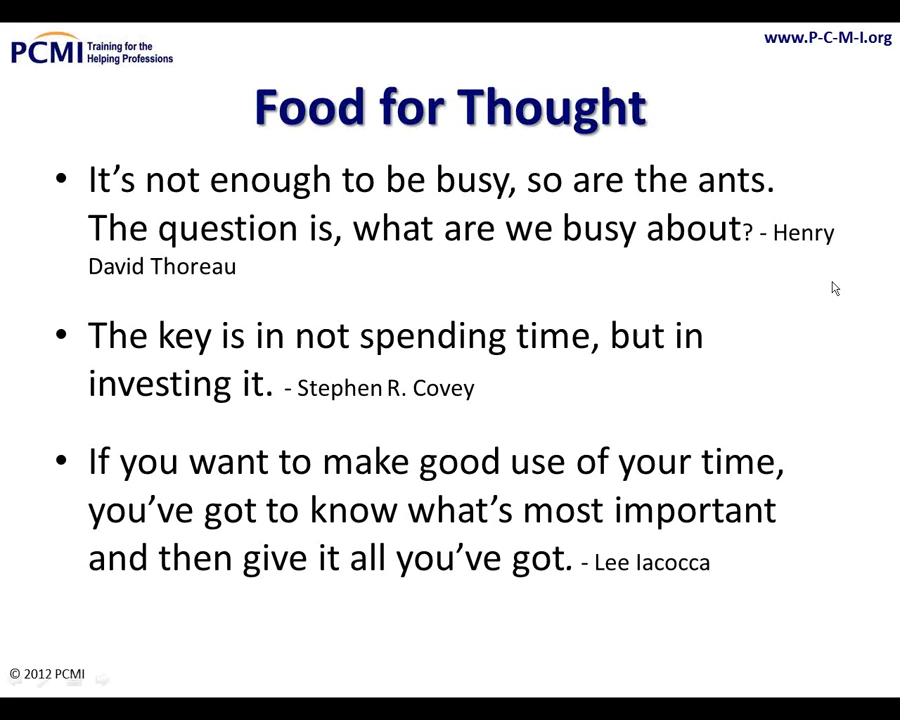 PCMI Training for the
Helping Professions
www.P-C-M-I.org
Food for Thought
• It’s not enough to be busy, so are the ants.
The question is, what are we busy about? - Henry
David Thoreau
• The key is in not spending time, but in
investing it. - Stephen R. Covey
• If you want to make good use of your time,
you’ve got to know what’s most important
and then give it all you’ve got. - Lee Iacocca
© 2012 PCMI